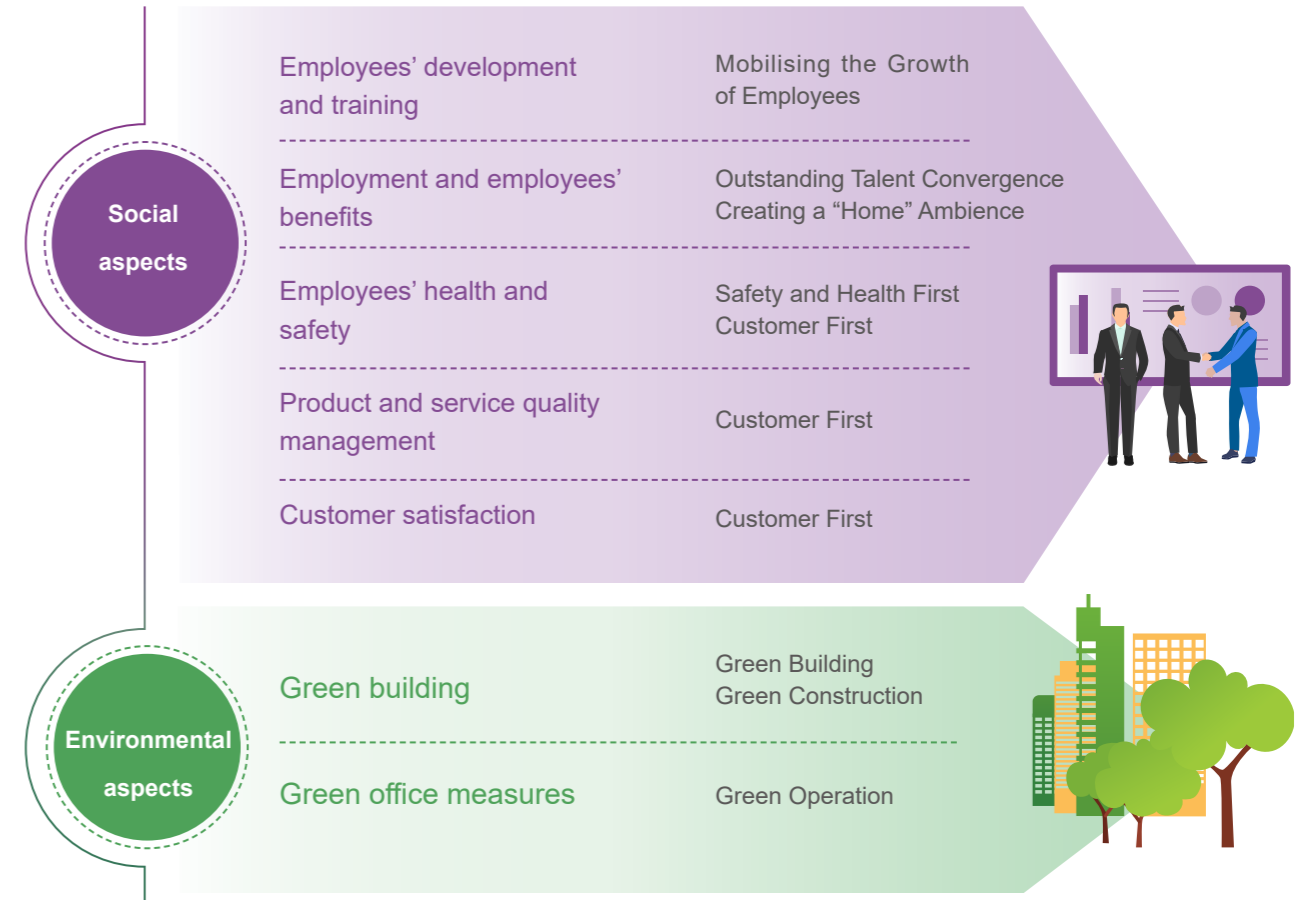 Social
aspects
Employees’ development
and training
Mobilising the Growth
of Employees
Employment and employees’
benefits
Outstanding Talent Convergence
Creating a “Home” Ambience
Employees’ health and
safety
Safety and Health First
Customer First
Product and service quality
management
Customer First
Customer satisfaction
Customer First
Environmental
aspects
Green building
Green Building
Green Construction
Green office measures
Green Operation